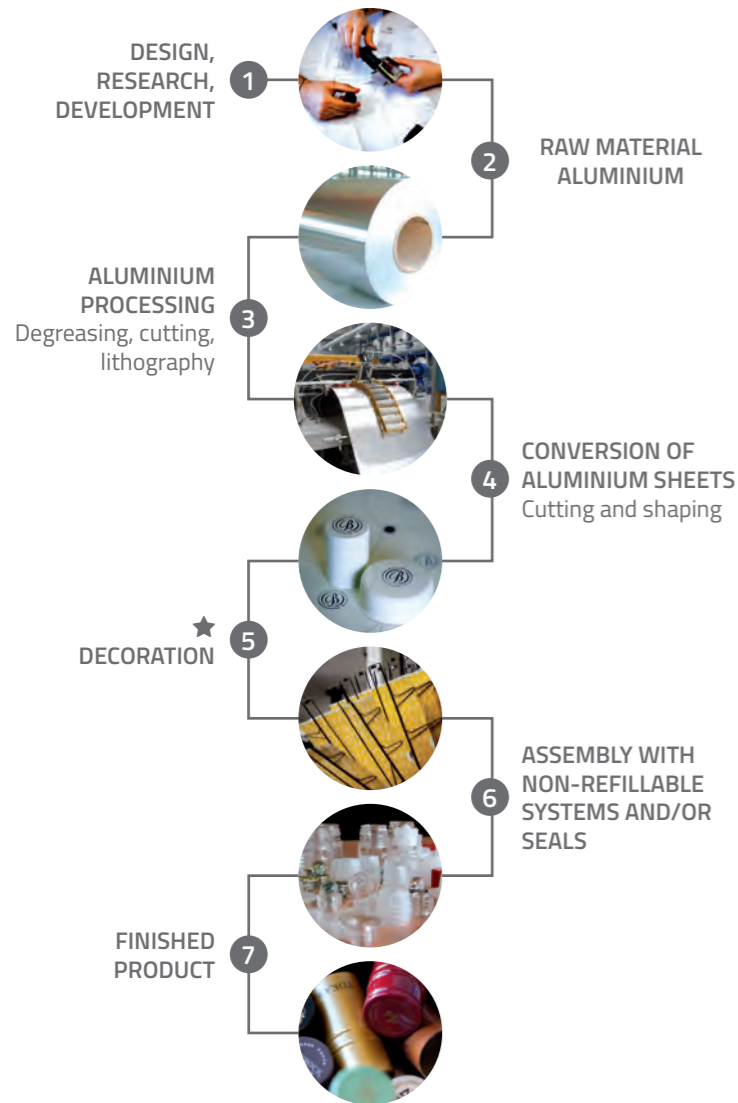 DESIGN,
RESEARCH,
DEVELOPMENT
1
2
RAW MATERIAL
ALUMINIUM
ALUMINIUM
PROCESSING
Degreasing, cutting,
lithography
3
4
CONVERSION OF
ALUMINIUM SHEETS
Cutting and shaping
DECORATION
5
6
ASSEMBLY WITH
NON-REFILLABLE
SYSTEMS AND/OR
SEALS
FINISHED
PRODUCT
7